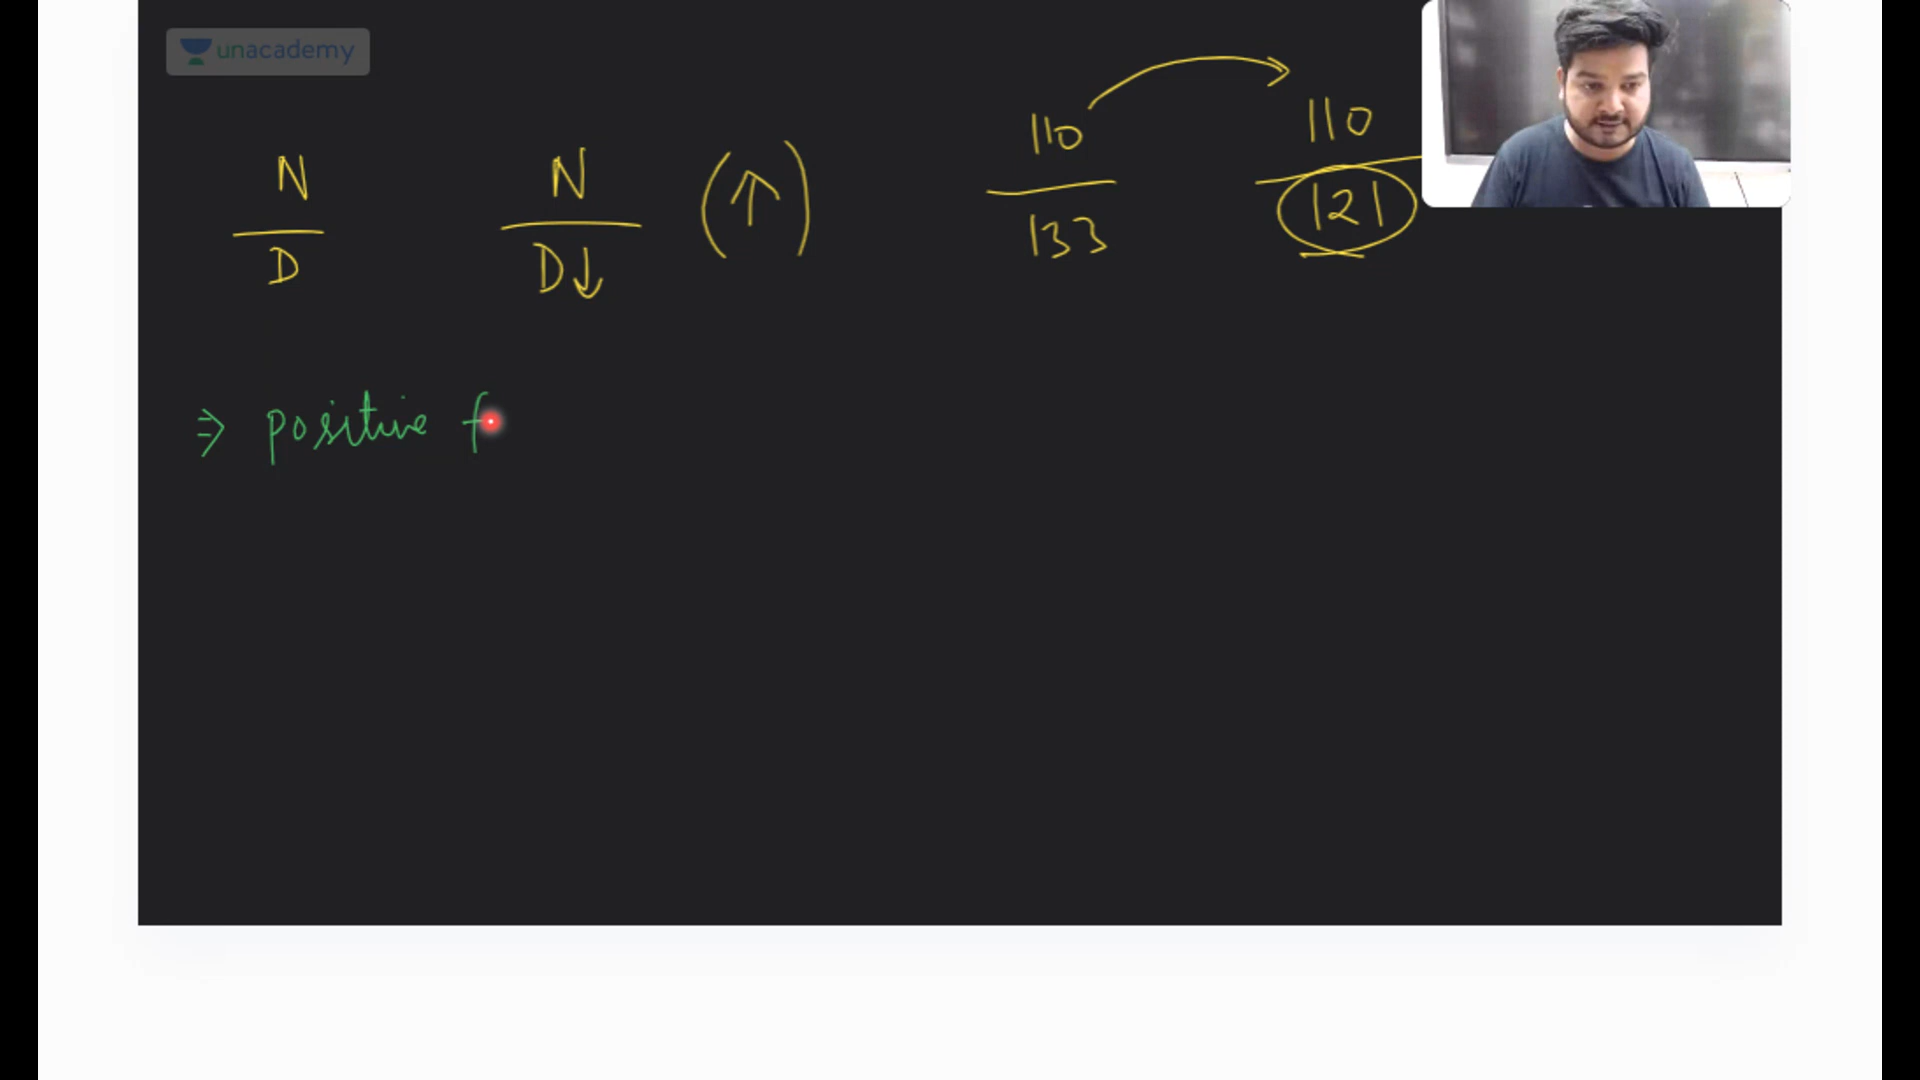 unacademy
N
D
N
D↓
(↑)
110
133
110
121
⇒ positive f